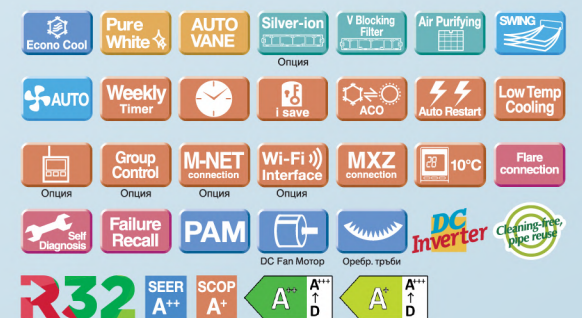 Econo Cool
Pure
White
AUTO
VANE
Silver-ion
Опция
V Blocking
Filter
Air Purifying
SWING
AUTO
Weekly
Timer
i save
ACO
Auto Restart
Low Temp
Cooling
Опция
Group
Control
Опция
M-NET
connection
Опция
Wi-Fi
Interface
Опция
MXZ
connection
28
10°C
Flare
connection
Self
Diagnosis
Failure
Recall
PAM
DC Fan Мотор
Оребр. тръби
DC
Inverter
Cleaning-free,
pipe reuse
R32
SEER
A++
SCOP
A+
A++
A+++
↑
D
A+
A+++
↑
D